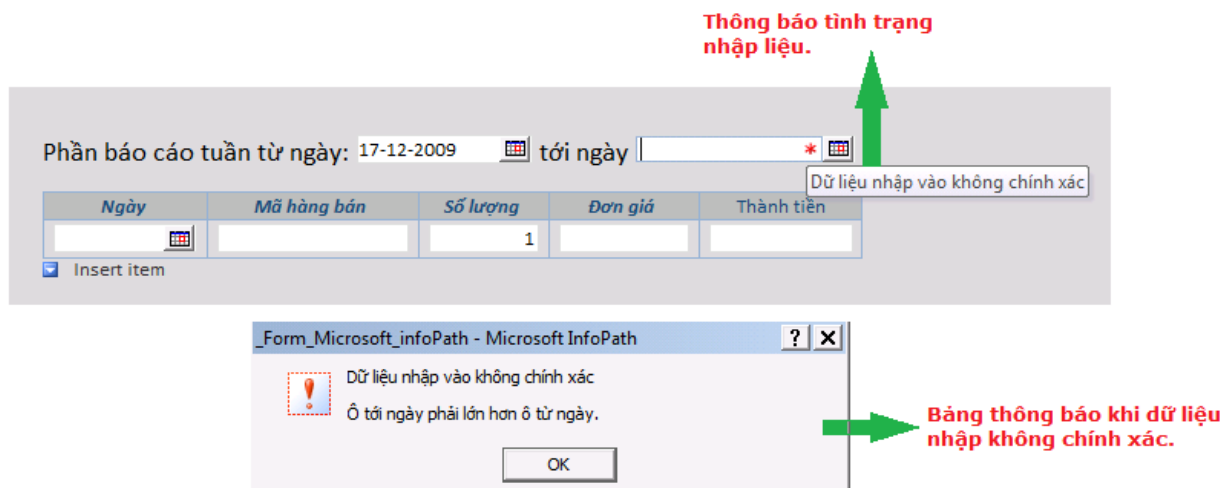 Thông báo tình trạng
nhập liệu.
Phần báo cáo tuần từ ngày: 17-12-2009 tới ngày *
Dữ liệu nhập vào không chính xác
Ngày Mã hàng bán Số lượng Đơn giá Thành tiền
1
Insert item
_Form_Microsoft_infoPath - Microsoft InfoPath
Dữ liệu nhập vào không chính xác
Ô tới ngày phải lớn hơn ô từ ngày.
OK
Bảng thông báo khi dữ liệu
nhập không chính xác.